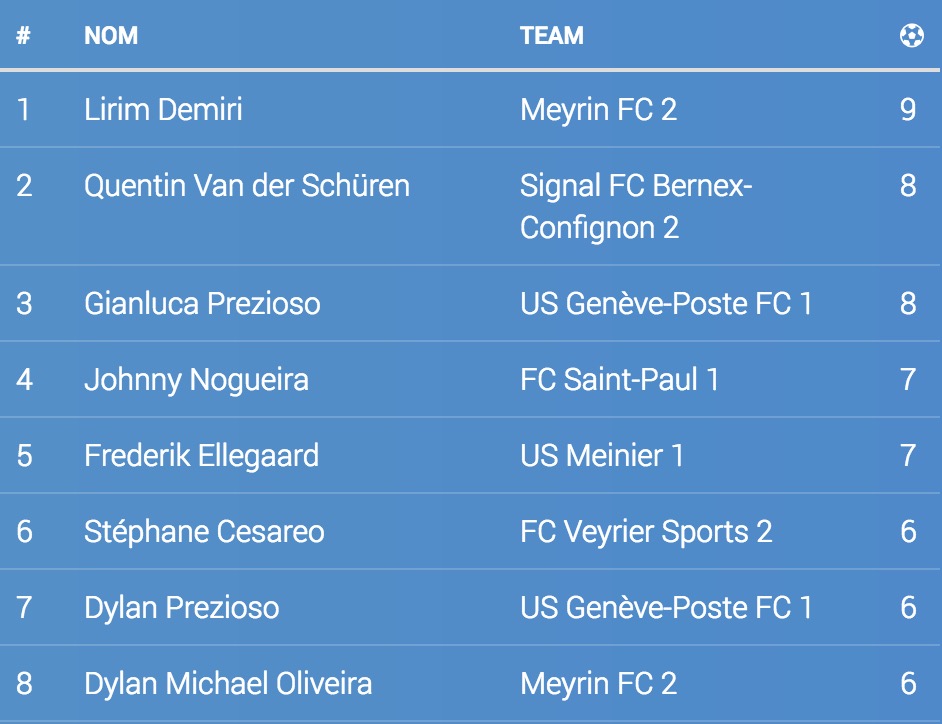 # NOM TEAM
1 Lirim Demiri Meyrin FC 2 9
2 Quentin Van der Schüren Signal FC Bernex- 8
Confignon 2
3 Gianluca Prezioso US Genève-Poste FC 1 8
4 Johnny Nogueira FC Saint-Paul 1 7
5 Frederik Ellegaard US Meinier 1 7
6 Stéphane Cesareo FC Veyrier Sports 2 6
7 Dylan Prezioso US Genève-Poste FC 1 6
8 Dylan Michael Oliveira Meyrin FC 2 6